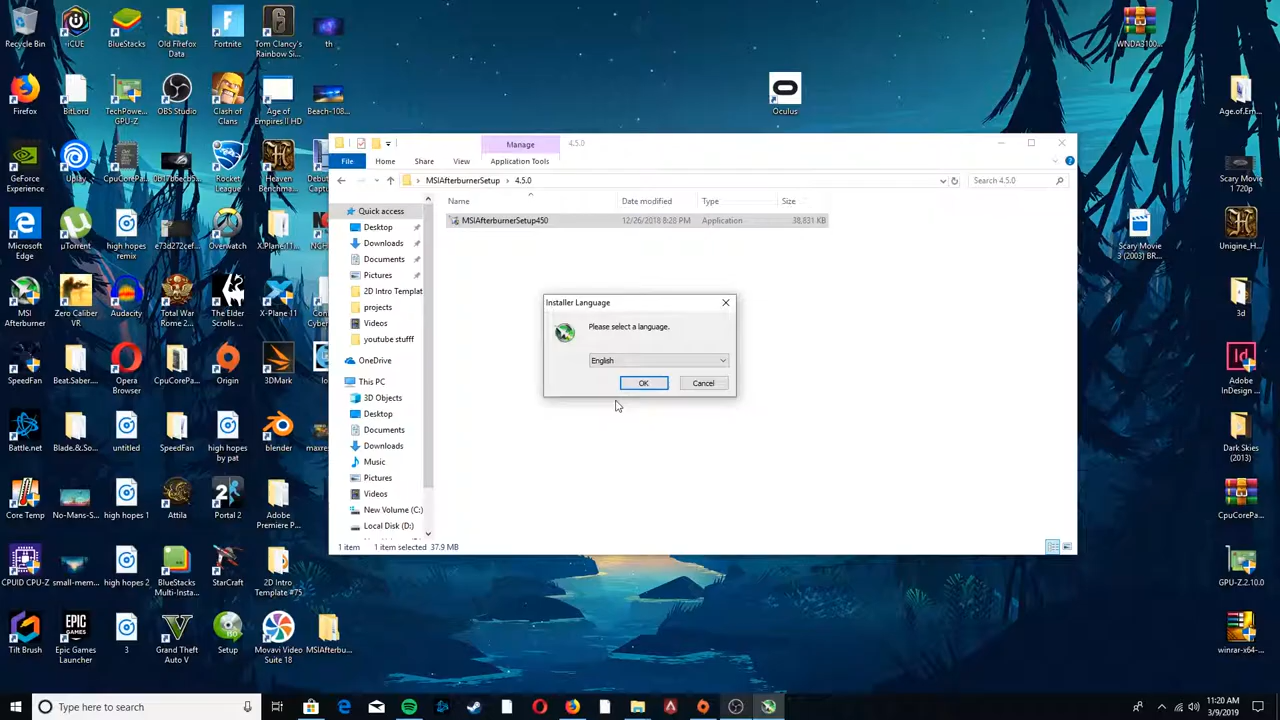 Recycle Bin
iCUE
BlueStacks
Old Firefox
Data
Fortnite
Tom Clancy's
Rainbow Si...
th
WNDA3100...
Firefox
BitLord
TechPowe...
GPU-Z
OBS Studio
Clash of
Clans
Age of
Empires II HD
Beach-108...
Oculus
Age.of.Em...
GeForce
Experience
Uplay
CpuCorePa...
0b17bbecb5...
Rocket
League
Heaven
Benchma...
Debut
Captu
Scary Movie
1 720p
Microsoft
Edge
µTorrent
high hopes
remix
e73d272cef...
Overwatch
X.Plane.11...
Scary Movie
3 (2003) BR...
Unigine_H...
MSI
Afterburner
Zero Caliber
VR
Audacity
Total War
Rome 2...
The Elder
Scrolls ...
X-Plane 11
3d
SpeedFan
Beat.Saber....
Opera
Browser
CpuCorePa...
Origin
3DMark
Adobe
InDesign ...
Battle.net
Blade.&.So...
untitled
SpeedFan
high hopes
by pat
blender
maxres
Dark Skies
(2013)
Core Temp
No-Mans-S...
high hopes 1
Attila
Portal 2
Adobe
Premiere P...
CpuCorePa...
CPUID CPU-Z
small-mem...
high hopes 2
BlueStacks
Multi-Insta...
StarCraft
2D Intro
Template #75
GPU-Z.2.10.0
Tilt Brush
Epic Games
Launcher
3
Grand Theft
Auto V
Setup
Movavi Video
Suite 18
MSIAfterbu...
winrar-x64-...
Manage
4.5.0
File
Home
Share
View
Application Tools
MSIAfterburnerSetup
4.5.0
Search 4.5.0
Name
Date modified
Type
Size
MSIAfterburnerSetup450
12/26/2018 8:28 PM
Application
38,831 KB
Quick access
Desktop
Downloads
Documents
Pictures
2D Intro Templat
projects
Videos
youtube stufff
OneDrive
This PC
3D Objects
Desktop
Documents
Downloads
Music
Pictures
Videos
New Volume (C:)
Local Disk (D:)
1 item
1 item selected
37.9 MB
Installer Language
Please select a language.
English
OK
Cancel
Type here to search
11:20 AM
3/9/2019